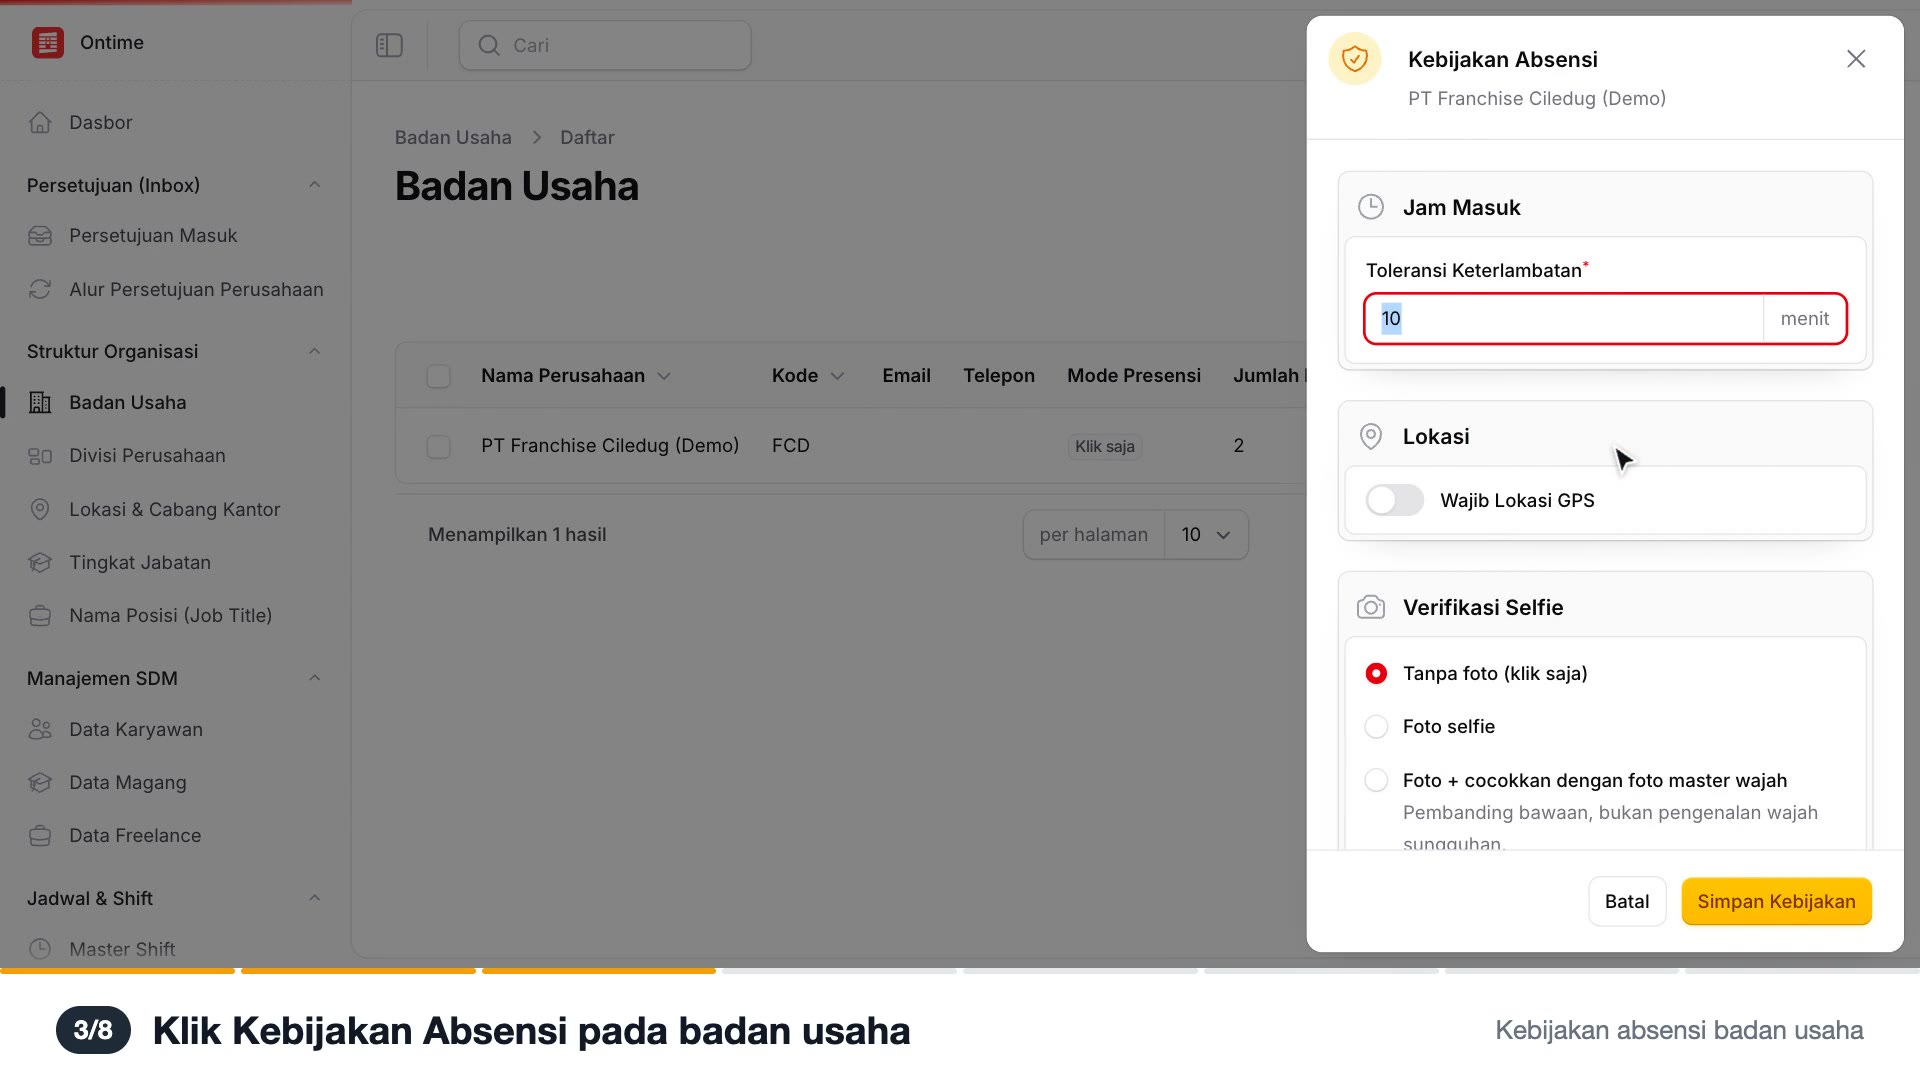 Ontime
Cari
Dasbor
Persetujuan (Inbox)
Persetujuan Masuk
Alur Persetujuan Perusahaan
Struktur Organisasi
Badan Usaha
Divisi Perusahaan
Lokasi & Cabang Kantor
Tingkat Jabatan
Nama Posisi (Job Title)
Manajemen SDM
Data Karyawan
Data Magang
Data Freelance
Jadwal & Shift
Master Shift
Badan Usaha > Daftar
Badan Usaha
Nama Perusahaan Kode Email Telepon Mode Presensi Jumlah
PT Franchise Ciledug (Demo) FCD Klik saja 2
Menampilkan 1 hasil
per halaman 10
Kebijakan Absensi
PT Franchise Ciledug (Demo)
Jam Masuk
Toleransi Keterlambatan*
10 menit
Lokasi
Wajib Lokasi GPS
Verifikasi Selfie
Tanpa foto (klik saja)
Foto selfie
Foto + cocokkan dengan foto master wajah
Pembanding bawaan, bukan pengenalan wajah
sungguhan.
Batal
Simpan Kebijakan
3/8 Klik Kebijakan Absensi pada badan usaha
Kebijakan absensi badan usaha